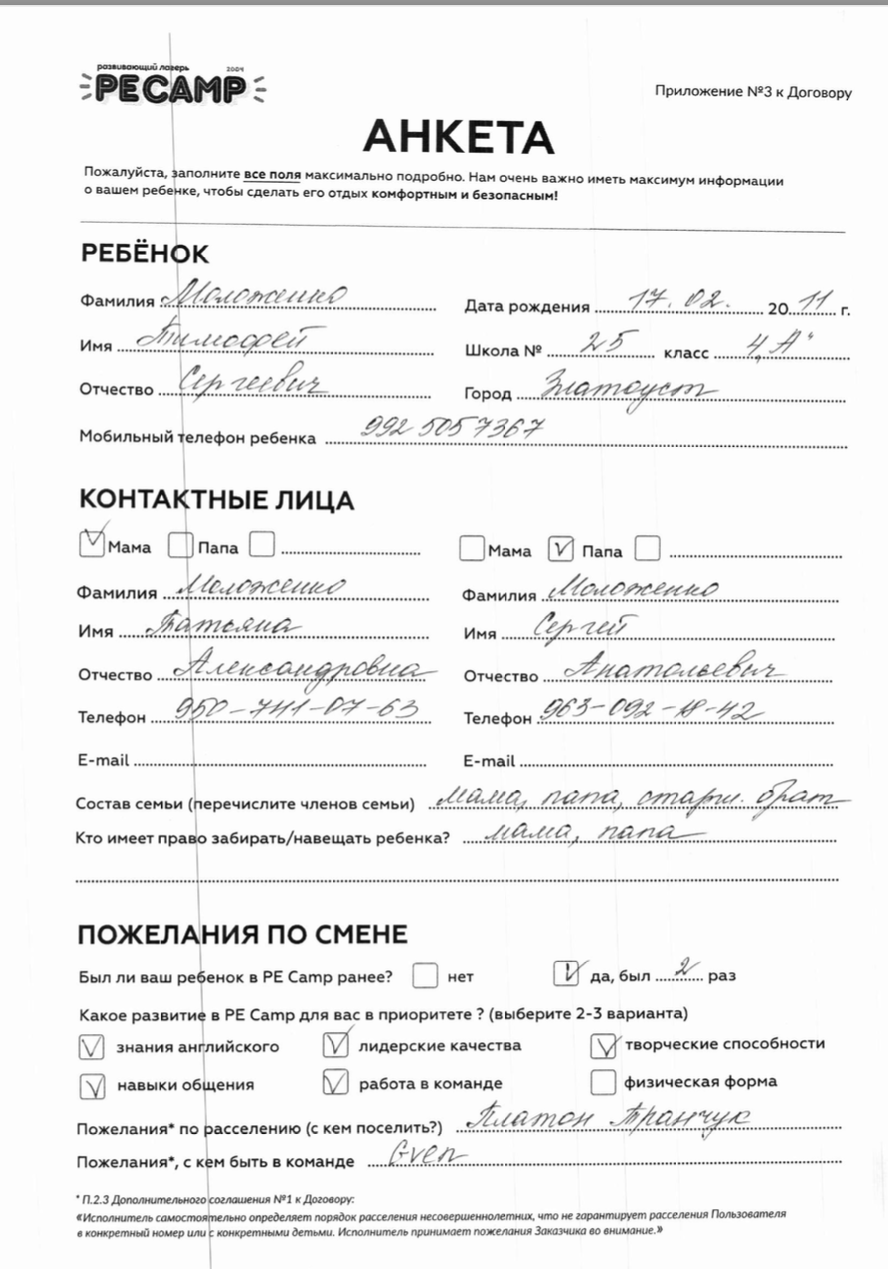 развивающий лагерь 2004
PE CAMP
Приложение №3 к Договору
АНКЕТА
Пожалуйста, заполните все поля максимально подробно. Нам очень важно иметь максимум информации
о вашем ребенке, чтобы сделать его отдых комфортным и безопасным!
РЕБЁНОК
Фамилия Моложенко Дата рождения 17. 02. 2011 г.
Имя Тимофей Школа № 25 класс 4 „А"
Отчество Сергеевич Город Златоуст
Мобильный телефон ребенка 992 505 7367
КОНТАКТНЫЕ ЛИЦА
Мама Папа Мама Папа
Фамилия Моложенко Фамилия Моложенко
Имя Татьяна Имя Сергей
Отчество Александровна Отчество Анатольевич
Телефон 950-741-07-63 Телефон 963-092-18-42
E-mail E-mail
Состав семьи (перечислите членов семьи) мама, папа, старш. брат
Кто имеет право забирать/навещать ребенка? мама, папа
ПОЖЕЛАНИЯ ПО СМЕНЕ
Был ли ваш ребенок в PE Camp ранее? нет да, был 2 раз
Какое развитие в PE Camp для вас в приоритете ? (выберите 2-3 варианта)
знания английского лидерские качества творческие способности
навыки общения работа в команде физическая форма
Пожелания* по расселению (с кем поселить?) Платон Транчук
Пожелания*, с кем быть в команде Gven
* П.2.3 Дополнительного соглашения №1 к Договору:
«Исполнитель самостоятельно определяет порядок расселения несовершеннолетних, что не гарантирует расселения Пользователя
в конкретный номер или с конкретными детьми. Исполнитель принимает пожелания Заказчика во внимание.»